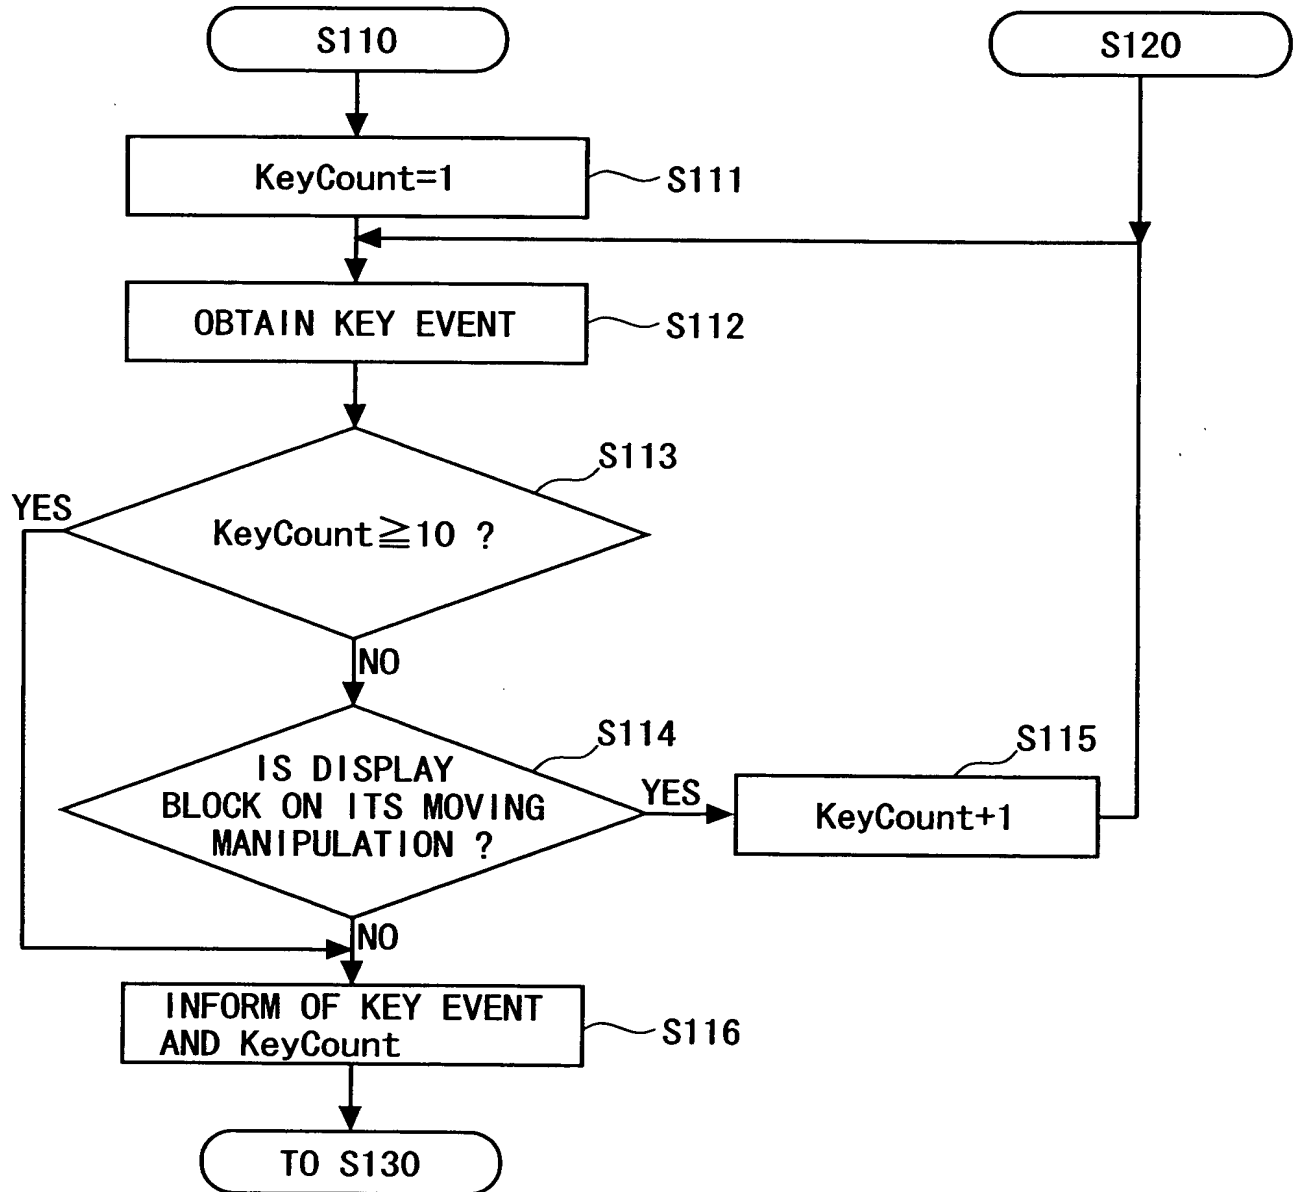 S110
S120
KeyCount=1
S111
OBTAIN KEY EVENT
S112
S113
YES
KeyCount≧10 ?
NO
S114
IS DISPLAY
BLOCK ON ITS MOVING
MANIPULATION ?
YES
S115
KeyCount+1
NO
INFORM OF KEY EVENT
AND KeyCount
S116
TO S130